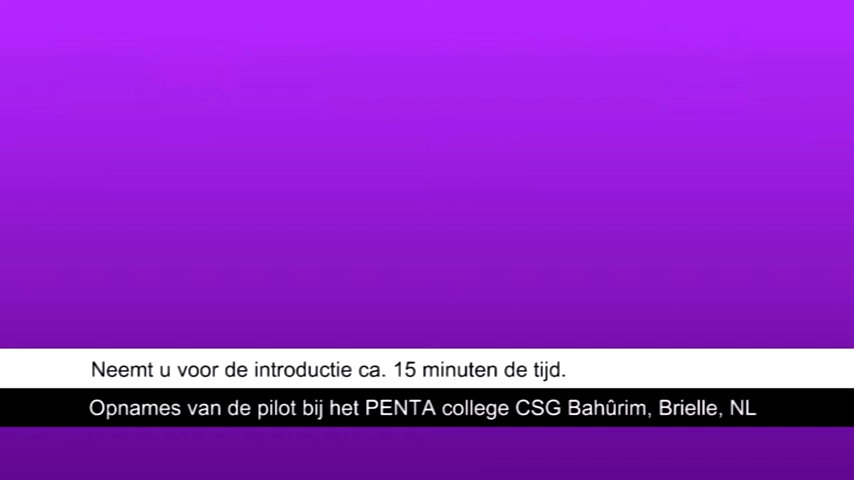 Neemt u voor de introductie ca. 15 minuten de tijd.
Opnames van de pilot bij het PENTA college CSG Bahûrim, Brielle, NL